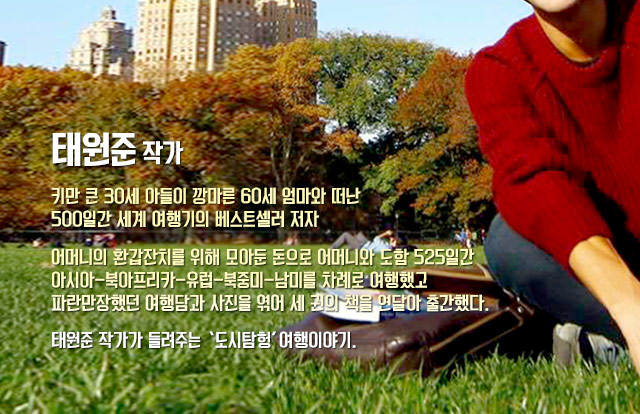 태원준 작가
키만 큰 30세 아들이 깡마른 60세 엄마와 떠난
500일간 세계 여행기의 베스트셀러 저자
어머니의 환갑잔치를 위해 모아둔 돈으로 어머니와 도합 525일간
아시아-북아프리카-유럽-북중미-남미를 차례로 여행했고
파란만장했던 여행담과 사진을 엮어 세 권의 책을 연달아 출간했다.
태원준 작가가 들려주는 '도시탐험' 여행이야기.